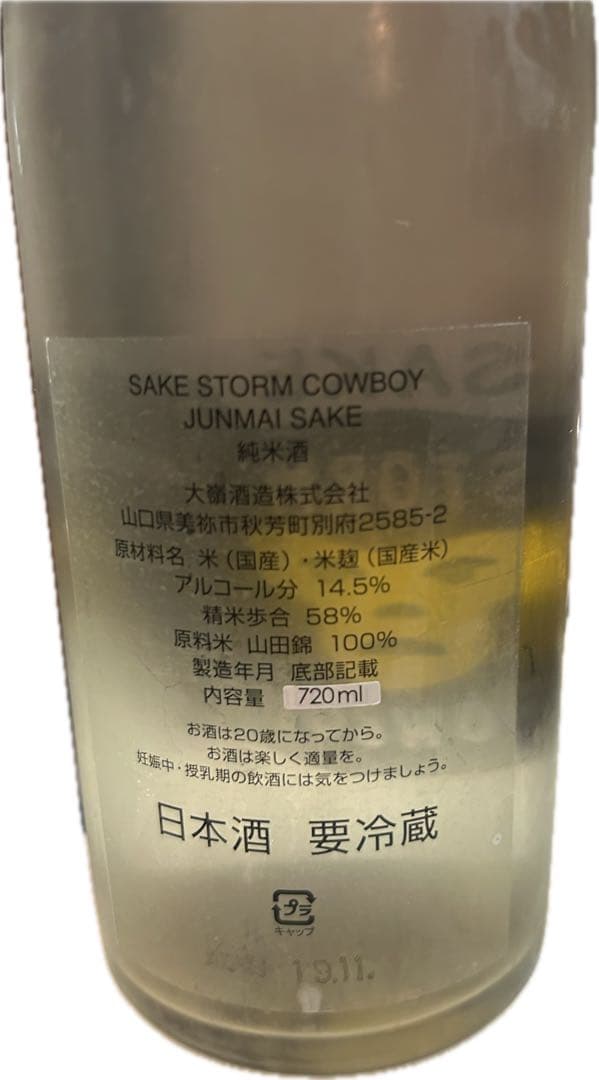 SAKE STORM COWBOY
JUNMAI SAKE
純米酒
大嶺酒造株式会社
山口県美祢市秋芳町別府2585-2
原材料名 米(国産)・米麹(国産米)
アルコール分 14.5%
精米歩合 58%
原料米 山田錦 100%
製造年月 底部記載
内容量 720ml
お酒は20歳になってから。
お酒は楽しく適量を。
妊娠中・授乳期の飲酒には気をつけましょう。
日本酒 要冷蔵
プラ
キャップ
19.11.
SAKE